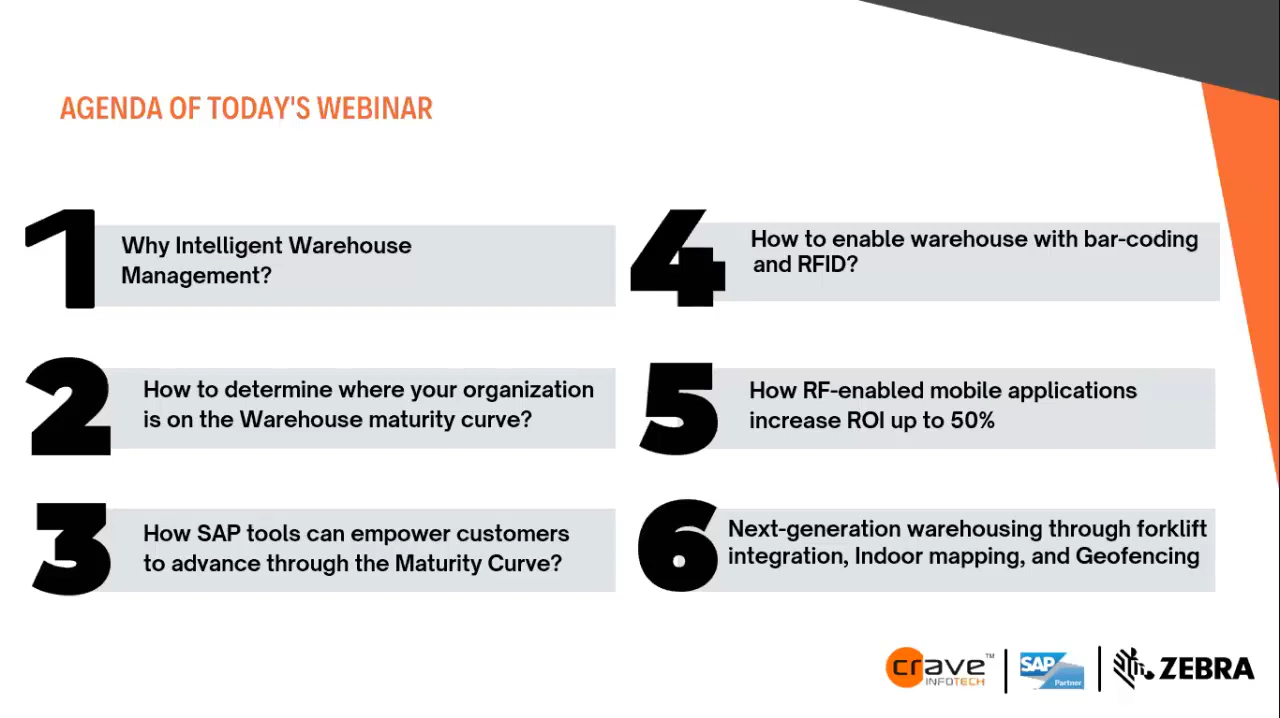 AGENDA OF TODAY'S WEBINAR
1
Why Intelligent Warehouse
Management?
2
How to determine where your organization
is on the Warehouse maturity curve?
3
How SAP tools can empower customers
to advance through the Maturity Curve?
4
How to enable warehouse with bar-coding
and RFID?
5
How RF-enabled mobile applications
increase ROI up to 50%
6
Next-generation warehousing through forklift
integration, Indoor mapping, and Geofencing
crave™
INFOTECH
SAP
Partner
ZEBRA